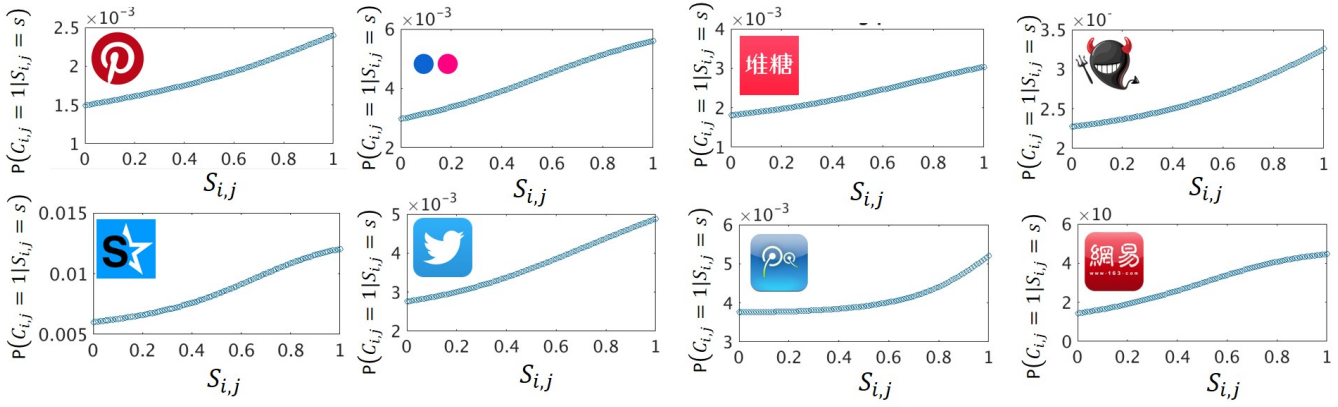 ×10⁻³
2.5
2
1.5
1
0 0.2 0.4 0.6 0.8 1
P(C_{i,j} = 1|S_{i,j} = s)
S_{i,j}
×10⁻³
6
4
2
0 0.2 0.4 0.6 0.8 1
P(C_{i,j} = 1|S_{i,j} = s)
S_{i,j}
×10⁻³
堆糖
4
3
2
1
0 0.2 0.4 0.6 0.8 1
P(C_{i,j} = 1|S_{i,j} = s)
S_{i,j}
×10⁻
3.5
3
2.5
2
0 0.2 0.4 0.6 0.8 1
P(C_{i,j} = 1|S_{i,j} = s)
S_{i,j}
S
0.015
0.01
0.005
0 0.2 0.4 0.6 0.8 1
P(C_{i,j} = 1|S_{i,j} = s)
S_{i,j}
×10⁻³
5
4
3
2
0 0.2 0.4 0.6 0.8 1
P(C_{i,j} = 1|S_{i,j} = s)
S_{i,j}
×10⁻³
6
5
4
3
0 0.2 0.4 0.6 0.8 1
P(C_{i,j} = 1|S_{i,j} = s)
S_{i,j}
×10
網易
www·163·com
6
4
2
0
0 0.2 0.4 0.6 0.8 1
P(C_{i,j} = 1|S_{i,j} = s)
S_{i,j}